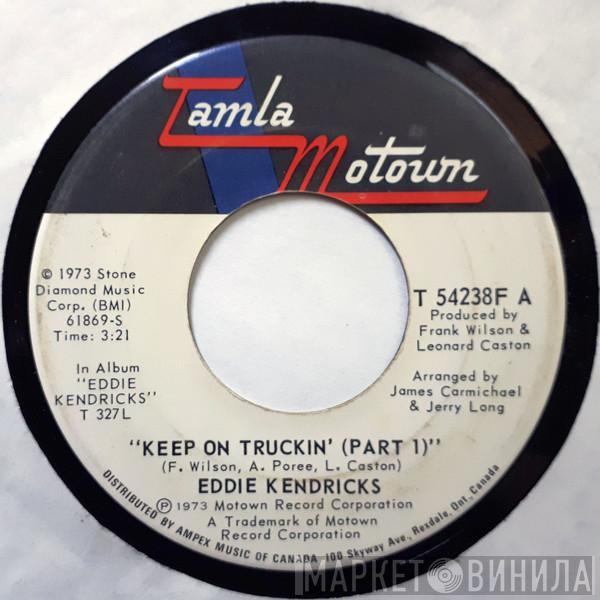 Tamla
Motown
© 1973 Stone
Diamond Music
Corp. (BMI)
61869-S
Time: 3:21
In Album
"EDDIE
KENDRICKS"
T 327L
T 54238F A
Produced by
Frank Wilson &
Leonard Caston
Arranged by
James Carmichael
& Jerry Long
"KEEP ON TRUCKIN' (PART 1)"
(F. Wilson, A. Poree, L. Caston)
EDDIE KENDRICKS
℗ 1973 Motown Record Corporation
A Trademark of Motown
Record Corporation
DISTRIBUTED BY AMPEX MUSIC OF CANADA, 100 Skyway Ave., Rexdale, Ont., Canada
МАРКЕТ ВИНИЛА